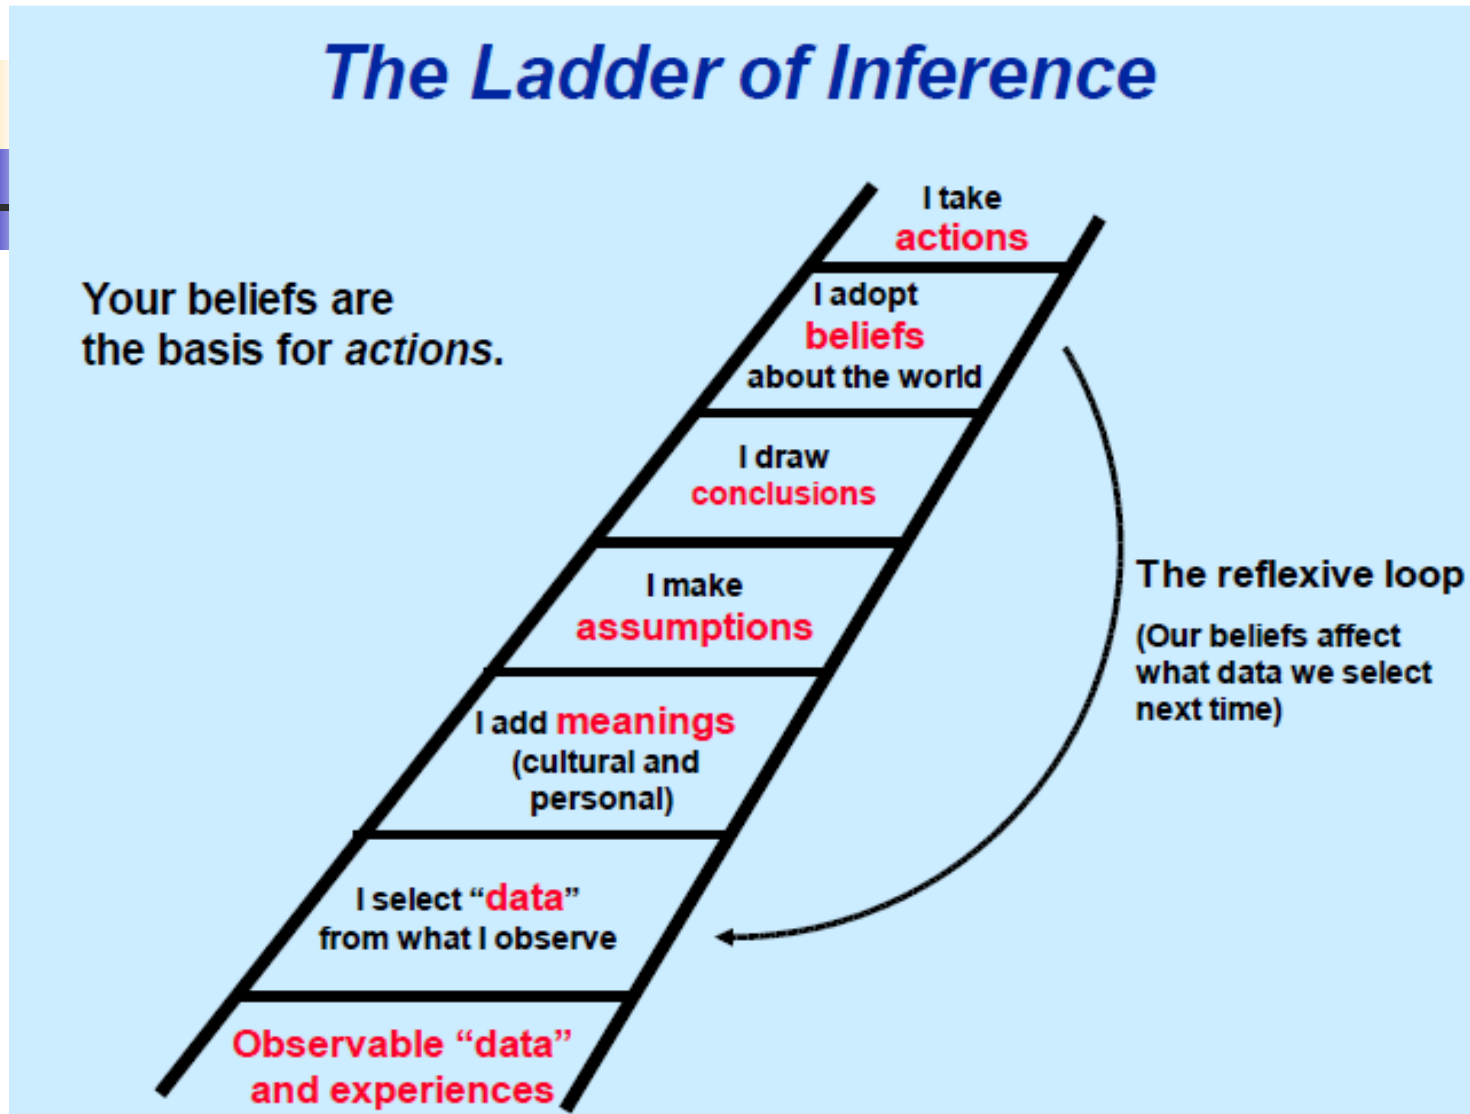 The Ladder of Inference
I take
actions
Your beliefs are
the basis for actions.
I adopt
beliefs
about the world
I draw
conclusions
I make
assumptions
The reflexive loop
(Our beliefs affect
what data we select
next time)
I add meanings
(cultural and
personal)
I select “data”
from what I observe
Observable “data”
and experiences